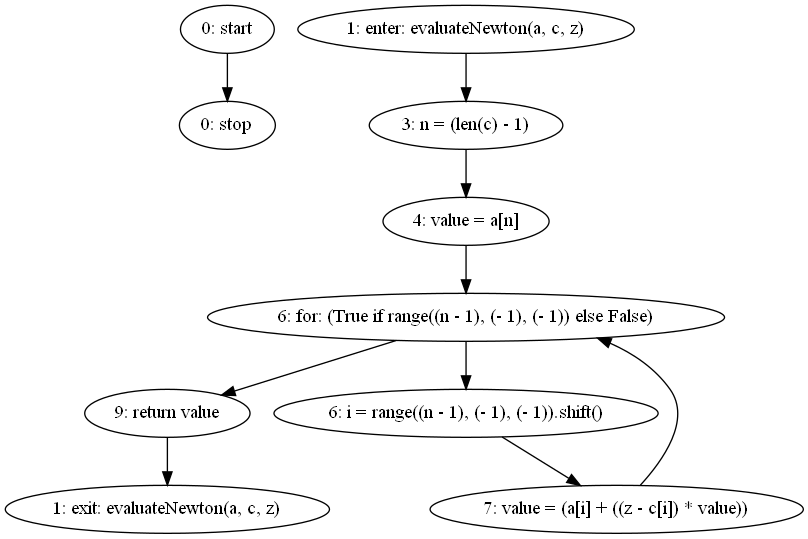 0: start
1: enter: evaluateNewton(a, c, z)
0: stop
3: n = (len(c) - 1)
4: value = a[n]
6: for: (True if range((n - 1), (- 1), (- 1)) else False)
9: return value
6: i = range((n - 1), (- 1), (- 1)).shift()
1: exit: evaluateNewton(a, c, z)
7: value = (a[i] + ((z - c[i]) * value))